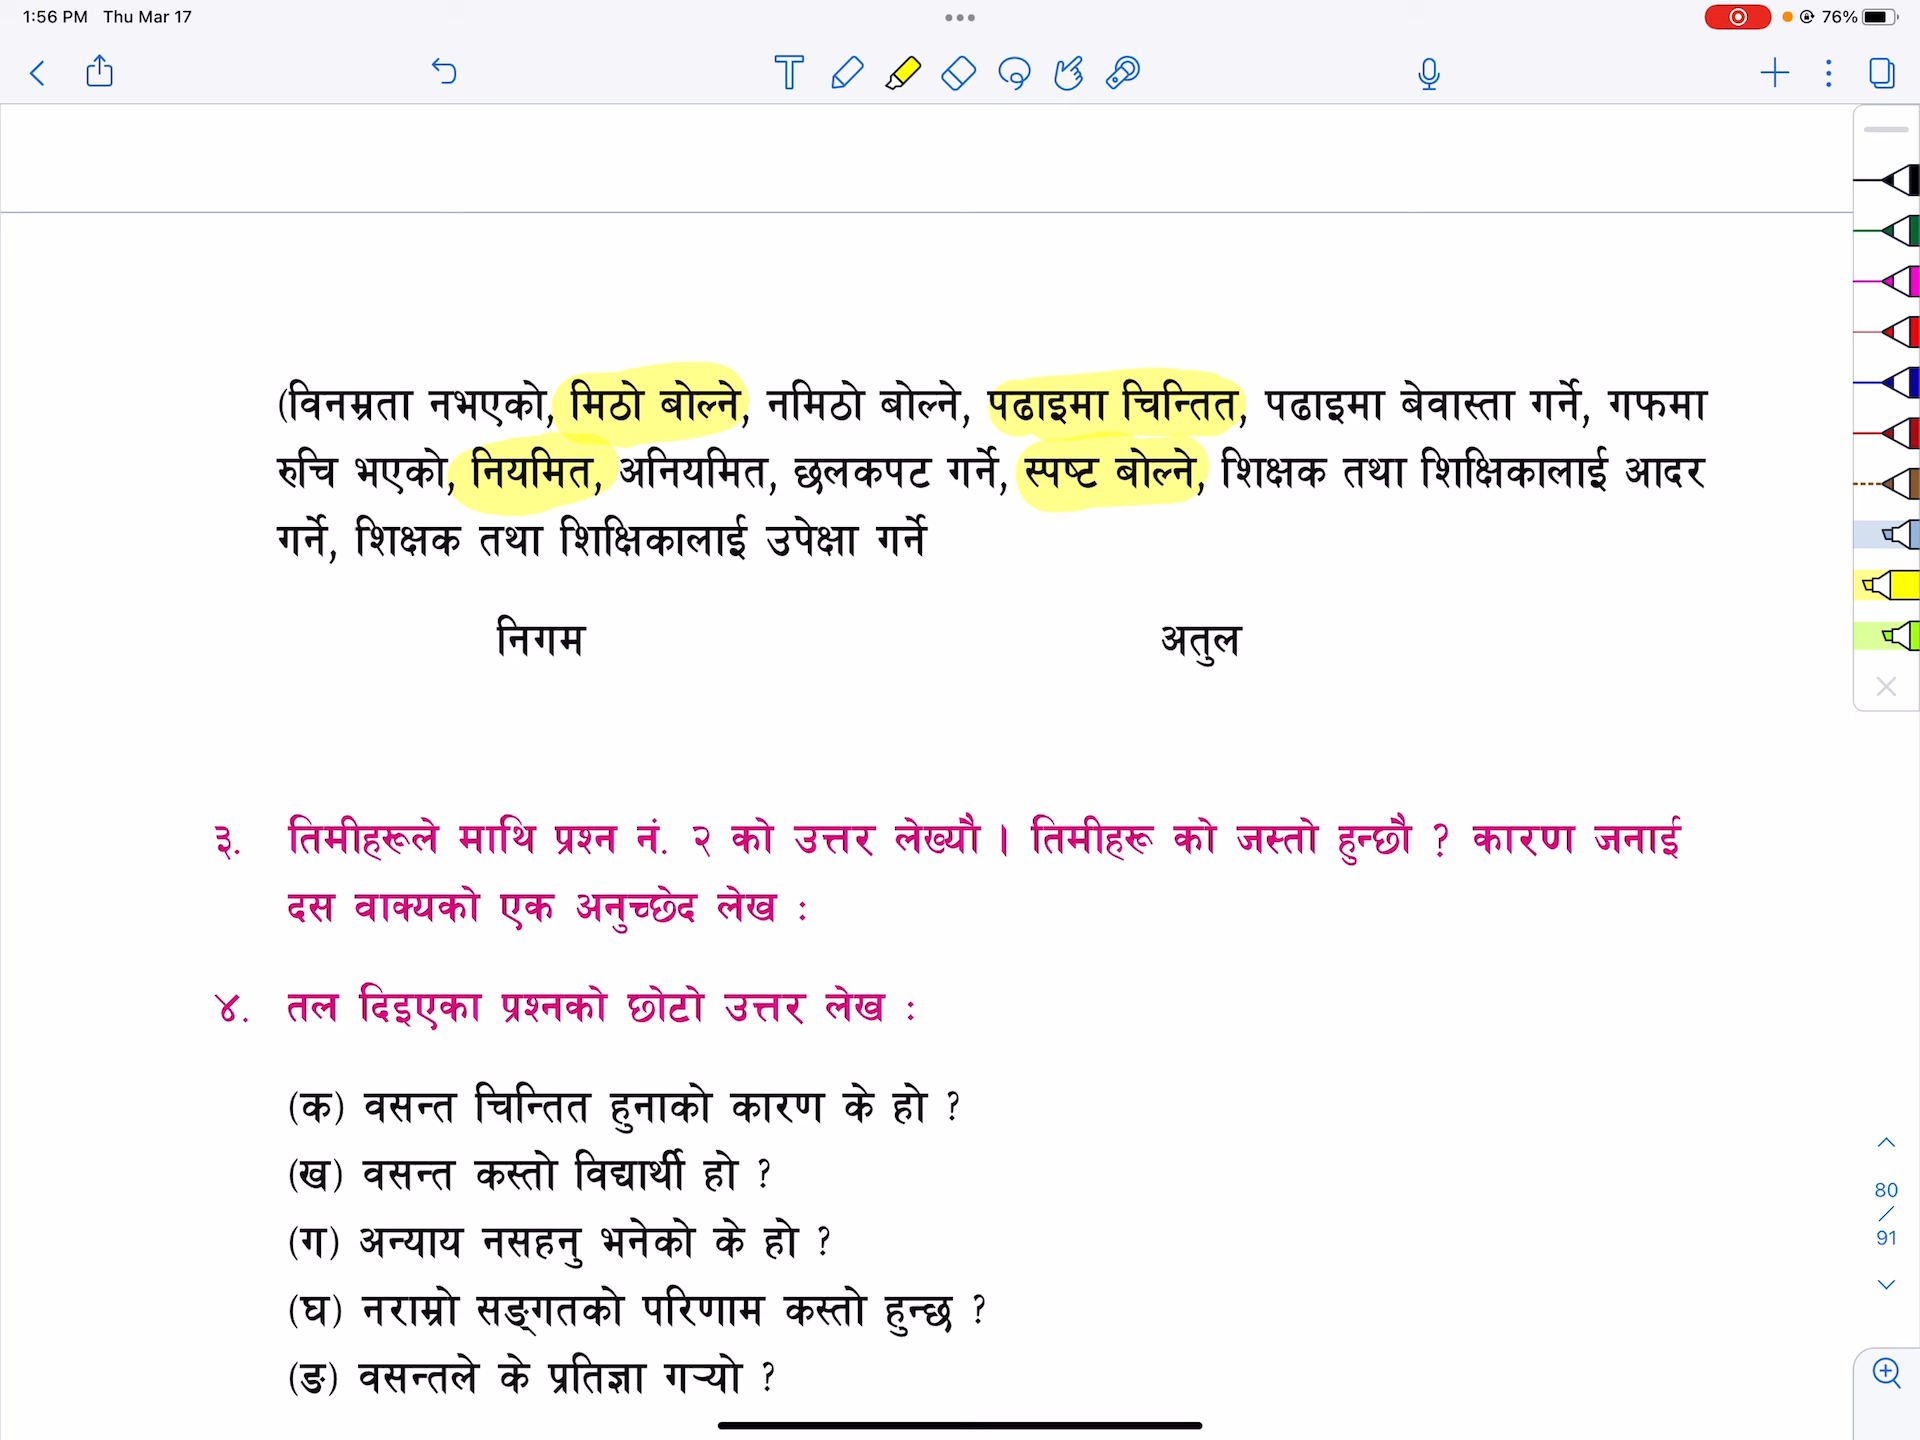 1:56 PM Thu Mar 17
76%
(विनम्रता नभएको, मिठो बोल्ने, नमिठो बोल्ने, पढाइमा चिन्तित, पढाइमा बेवास्ता गर्ने, गफमा
रुचि भएको, नियमित, अनियमित, छलकपट गर्ने, स्पष्ट बोल्ने, शिक्षक तथा शिक्षिकालाई आदर
गर्ने, शिक्षक तथा शिक्षिकालाई उपेक्षा गर्ने
निगम अतुल
३. तिमीहरूले माथि प्रश्न नं. २ को उत्तर लेख्यौ । तिमीहरू को जस्तो हुन्छौ ? कारण जनाई
दस वाक्यको एक अनुच्छेद लेख :
४. तल दिइएका प्रश्नको छोटो उत्तर लेख :
(क) वसन्त चिन्तित हुनाको कारण के हो ?
(ख) वसन्त कस्तो विद्यार्थी हो ?
(ग) अन्याय नसहनु भनेको के हो ?
(घ) नराम्रो सङ्गतको परिणाम कस्तो हुन्छ ?
(ङ) वसन्तले के प्रतिज्ञा गऱ्यो ?
80
/
91